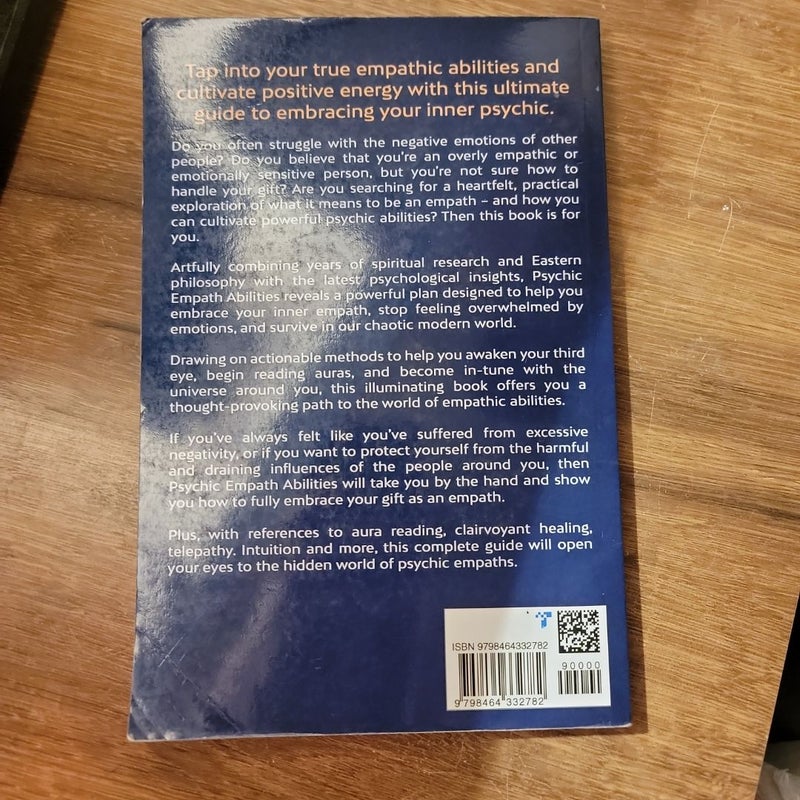 Tap into your true empathic abilities and
cultivate positive energy with this ultimate
guide to embracing your inner psychic.
Do you often struggle with the negative emotions of other
people? Do you believe that you're an overly empathic or
emotionally sensitive person, but you're not sure how to
handle your gift? Are you searching for a heartfelt, practical
exploration of what it means to be an empath – and how you
can cultivate powerful psychic abilities? Then this book is for
you.
Artfully combining years of spiritual research and Eastern
philosophy with the latest psychological insights, Psychic
Empath Abilities reveals a powerful plan designed to help you
embrace your inner empath, stop feeling overwhelmed by
emotions, and survive in our chaotic modern world.
Drawing on actionable methods to help you awaken your third
eye, begin reading auras, and become in-tune with the
universe around you, this illuminating book offers you a
thought-provoking path to the world of empathic abilities.
If you've always felt like you've suffered from excessive
negativity, or if you want to protect yourself from the harmful
and draining influences of the people around you, then
Psychic Empath Abilities will take you by the hand and show
you how to fully embrace your gift as an empath.
Plus, with references to aura reading, clairvoyant healing,
telepathy. Intuition and more, this complete guide will open
your eyes to the hidden world of psychic empaths.
ISBN 9798464332782
90000
9 798464 332782